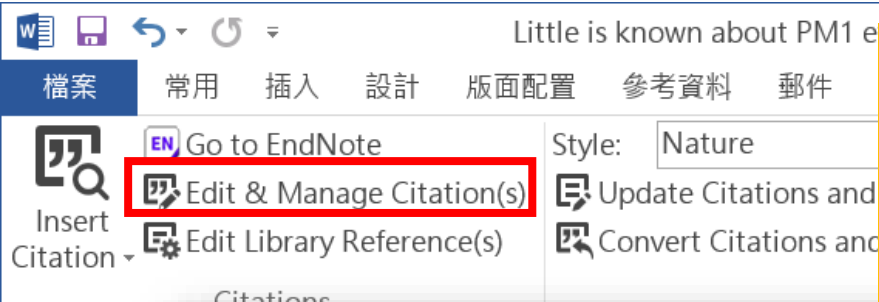 Little is known about PM1 e
檔案 常用 插入 設計 版面配置 參考資料 郵件
EN Go to EndNote Style: Nature
Edit & Manage Citation(s) Update Citations and
Insert Citation Edit Library Reference(s) Convert Citations and
Citations